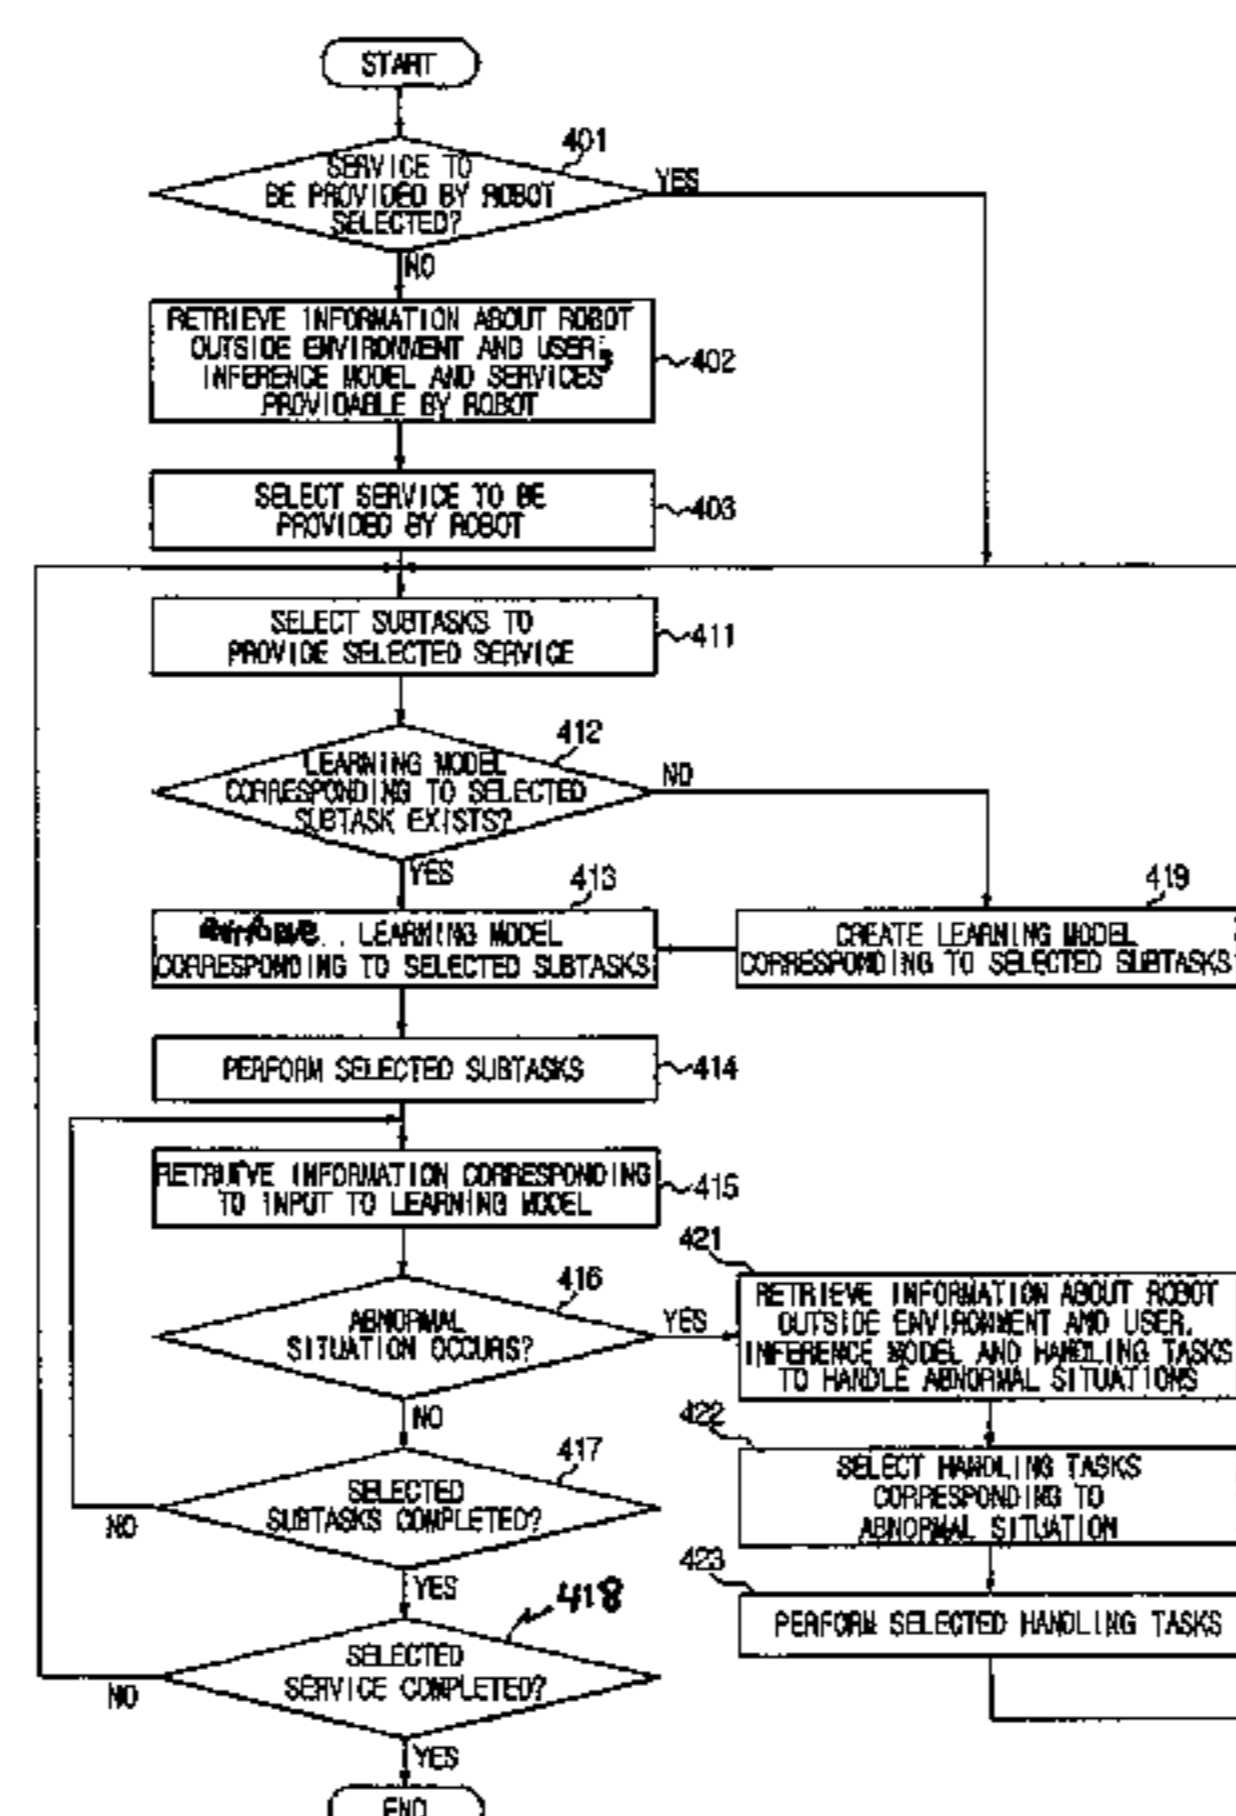 START
401
SERVICE TO
BE PROVIDED BY ROBOT
SELECTED?
YES
NO
RETRIEVE INFORMATION ABOUT ROBOT
OUTSIDE ENVIRONMENT AND USER,
INFERENCE MODEL AND SERVICES
PROVIDABLE BY ROBOT
402
SELECT SERVICE TO BE
PROVIDED BY ROBOT
403
SELECT SUBTASKS TO
PROVIDE SELECTED SERVICE
411
412
LEARNING MODEL
CORRESPONDING TO SELECTED
SUBTASK EXISTS?
NO
YES
413
LEARNING MODEL
CORRESPONDING TO SELECTED SUBTASKS
419
CREATE LEARNING MODEL
CORRESPONDING TO SELECTED SUBTASKS
PERFORM SELECTED SUBTASKS
414
RETRIEVE INFORMATION CORRESPONDING
TO INPUT TO LEARNING MODEL
415
416
ABNORMAL
SITUATION OCCURS?
YES
NO
421
RETRIEVE INFORMATION ABOUT ROBOT
OUTSIDE ENVIRONMENT AND USER,
INFERENCE MODEL AND HANDLING TASKS
TO HANDLE ABNORMAL SITUATIONS
417
SELECTED
SUBTASKS COMPLETED?
NO
YES
422
SELECT HANDLING TASKS
CORRESPONDING TO
ABNORMAL SITUATION
423
PERFORM SELECTED HANDLING TASKS
418
SELECTED
SERVICE COMPLETED?
NO
YES
END